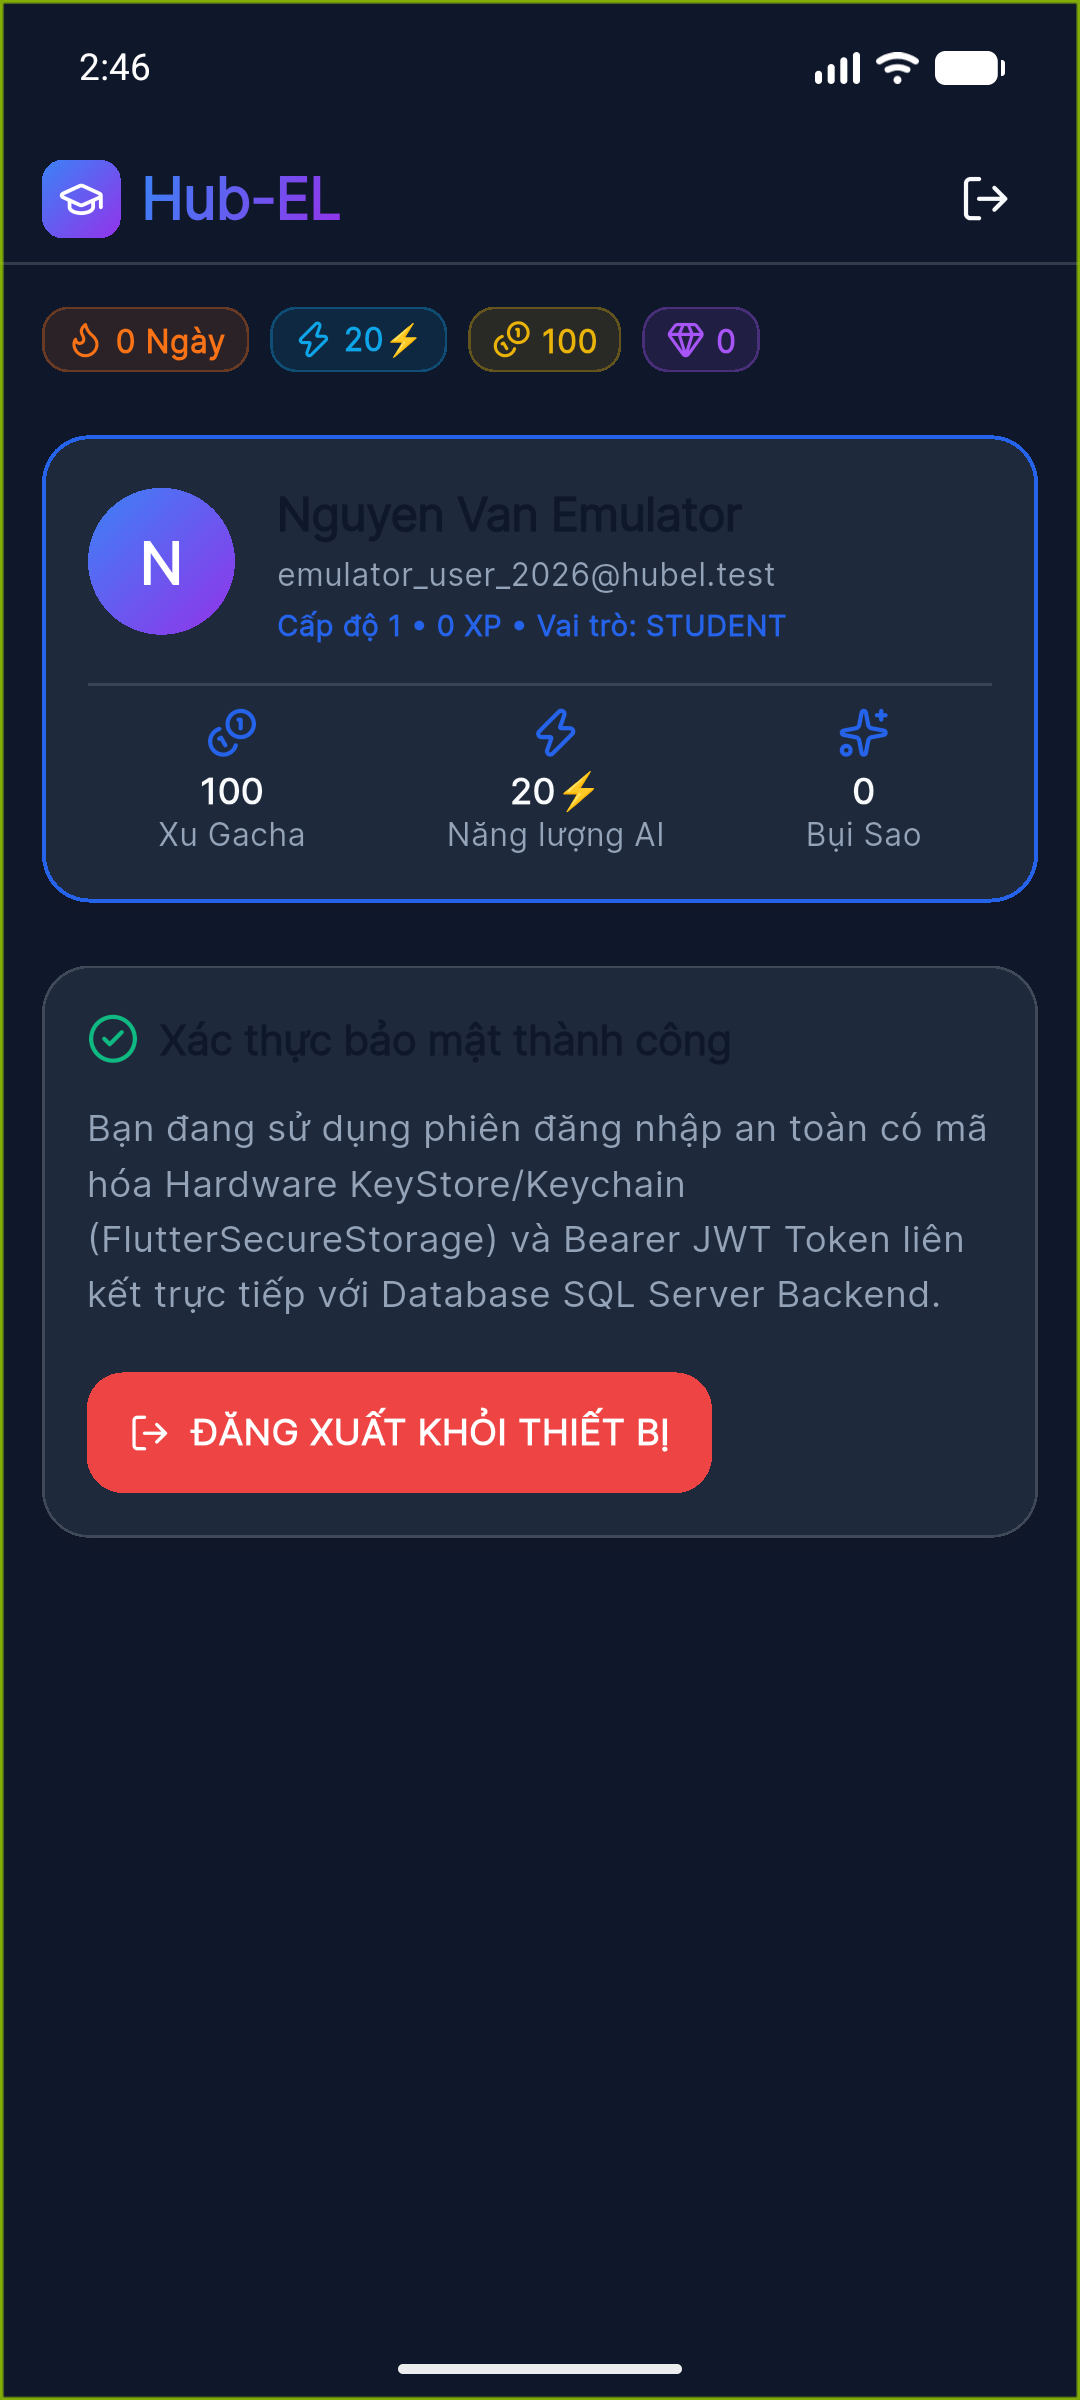 2:46
Hub-EL
0 Ngày 20⚡ 100 0
N
Nguyen Van Emulator
emulator_user_2026@hubel.test
Cấp độ 1 • 0 XP • Vai trò: STUDENT
100 20⚡ 0
Xu Gacha Năng lượng AI Bụi Sao
Xác thực bảo mật thành công
Bạn đang sử dụng phiên đăng nhập an toàn có mã
hóa Hardware KeyStore/Keychain
(FlutterSecureStorage) và Bearer JWT Token liên
kết trực tiếp với Database SQL Server Backend.
ĐĂNG XUẤT KHỎI THIẾT BỊ